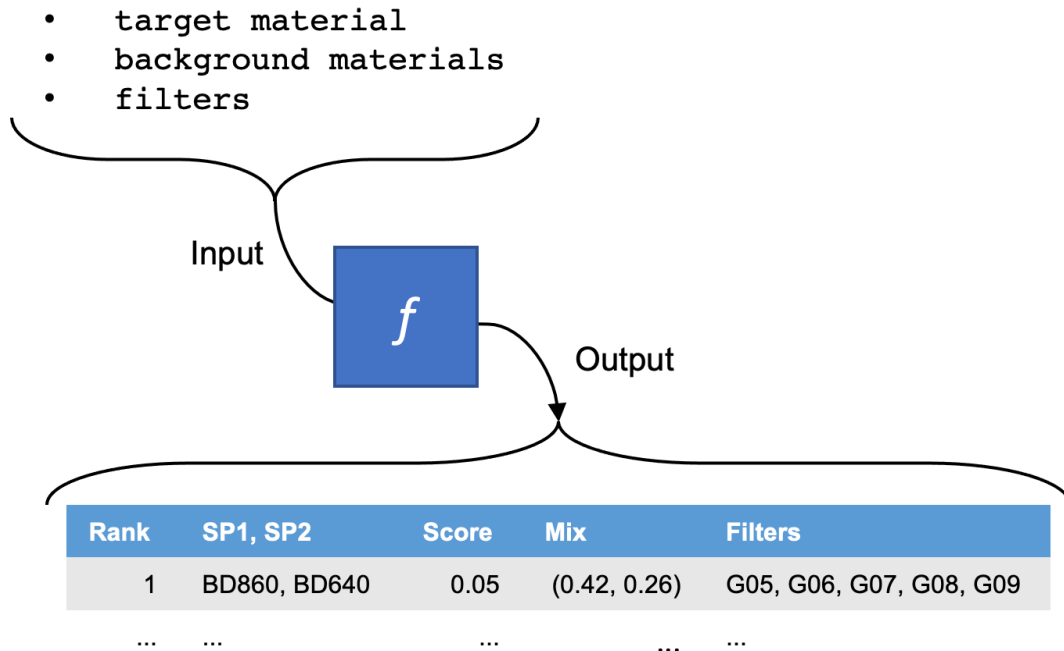 • target material
• background materials
• filters
Input
f
Output
Rank SP1, SP2 Score Mix Filters
1 BD860, BD640 0.05 (0.42, 0.26) G05, G06, G07, G08, G09
... ... ... ... ...